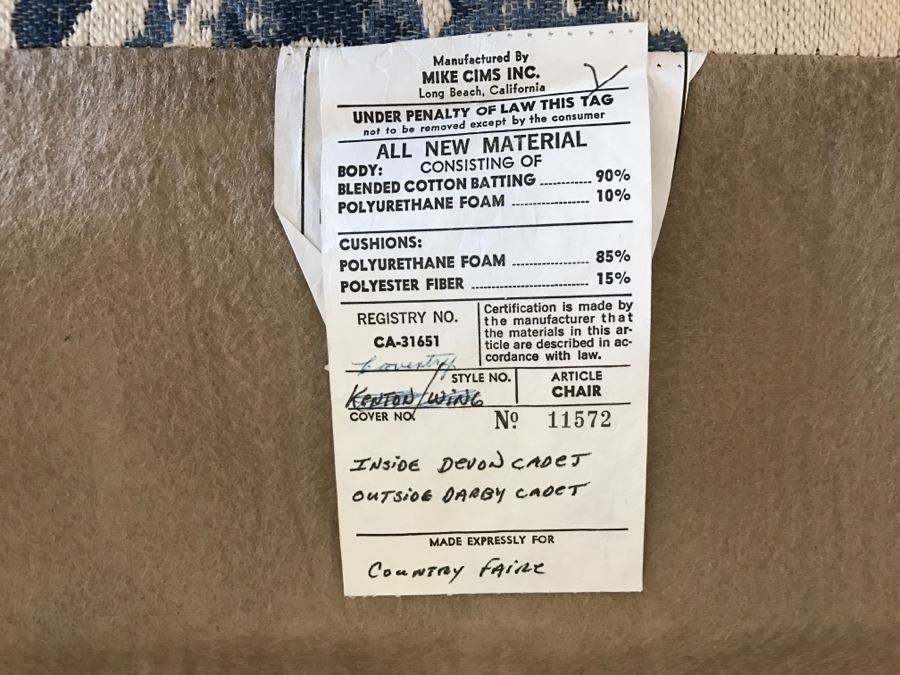 Manufactured By
MIKE CIMS INC.
Long Beach, California
UNDER PENALTY OF LAW THIS TAG
not to be removed except by the consumer
ALL NEW MATERIAL
CONSISTING OF
BODY:
BLENDED COTTON BATTING ............ 90%
POLYURETHANE FOAM .................. 10%
CUSHIONS:
POLYURETHANE FOAM .................. 85%
POLYESTER FIBER ........................... 15%
REGISTRY NO.
CA-31651
Certification is made by
the manufacturer that
the materials in this ar-
ticle are described in ac-
cordance with law.
Coventry
KENTON/WING
STYLE NO.
ARTICLE
CHAIR
COVER NO.
No. 11572
INSIDE DEVON CADET
OUTSIDE DARBY CADET
MADE EXPRESSLY FOR
COUNTRY FAIRE